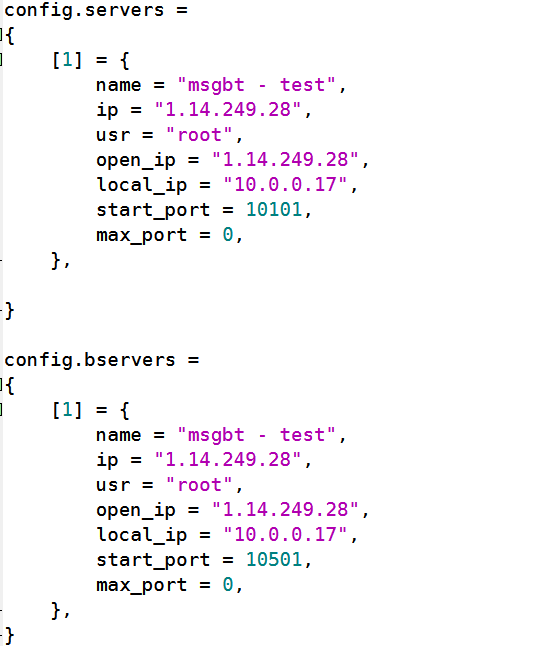 config.servers =
{
    [1] = {
        name = "msgbt - test",
        ip = "1.14.249.28",
        usr = "root",
        open_ip = "1.14.249.28",
        local_ip = "10.0.0.17",
        start_port = 10101,
        max_port = 0,
    },

}

config.bservers =
{
    [1] = {
        name = "msgbt - test",
        ip = "1.14.249.28",
        usr = "root",
        open_ip = "1.14.249.28",
        local_ip = "10.0.0.17",
        start_port = 10501,
        max_port = 0,
    },
}